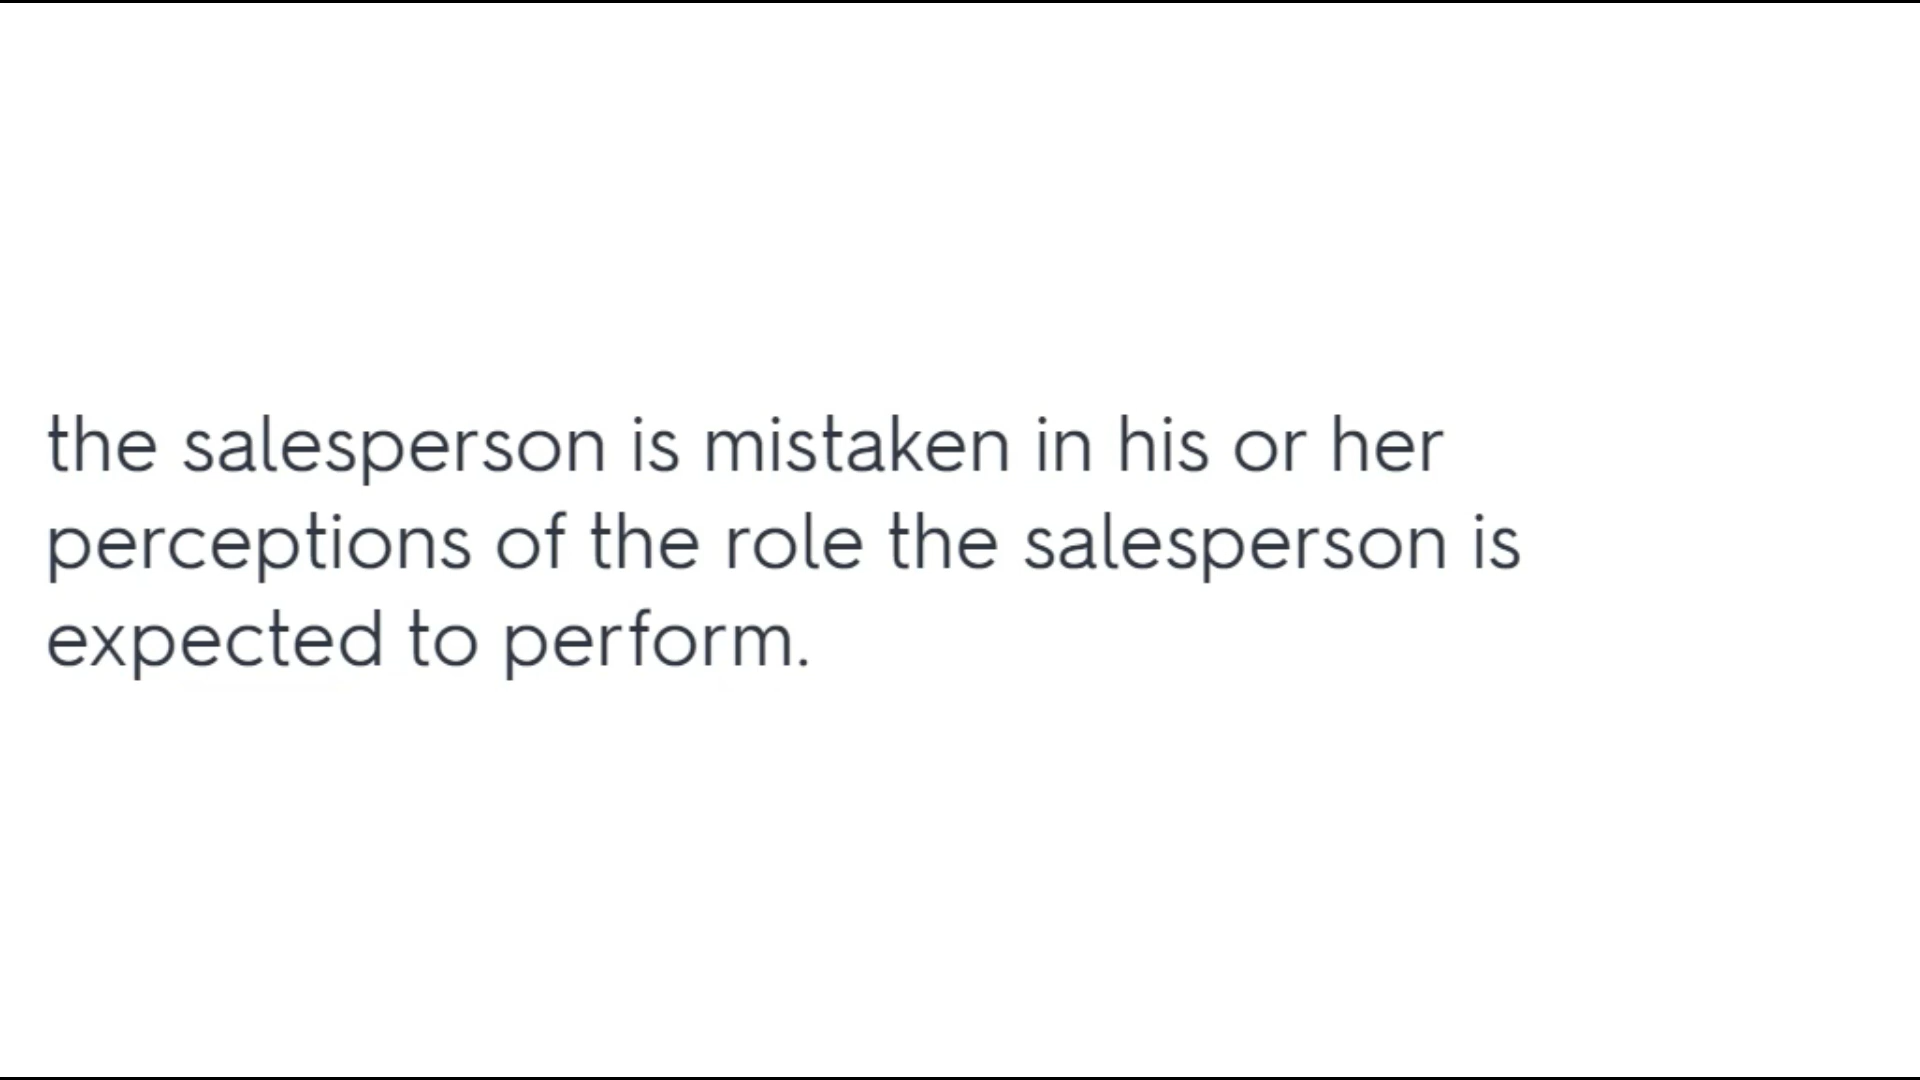 the salesperson is mistaken in his or her
perceptions of the role the salesperson is
expected to perform.